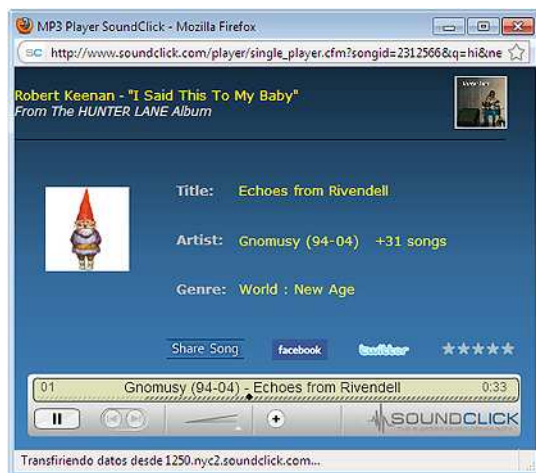 MP3 Player SoundClick - Mozilla Firefox
SC http://www.soundclick.com/player/single_player.cfm?songid=2312566&q=hi&ne
Robert Keenan - "I Said This To My Baby"
From The HUNTER LANE Album
Title: Echoes from Rivendell
Artist: Gnomusy (94-04) +31 songs
Genre: World : New Age
Share Song facebook twitter
01 Gnomusy (94-04) - Echoes from Rivendell 0:33
SOUNDCLICK
Transfiriendo datos desde 1250.nyc2.soundclick.com...